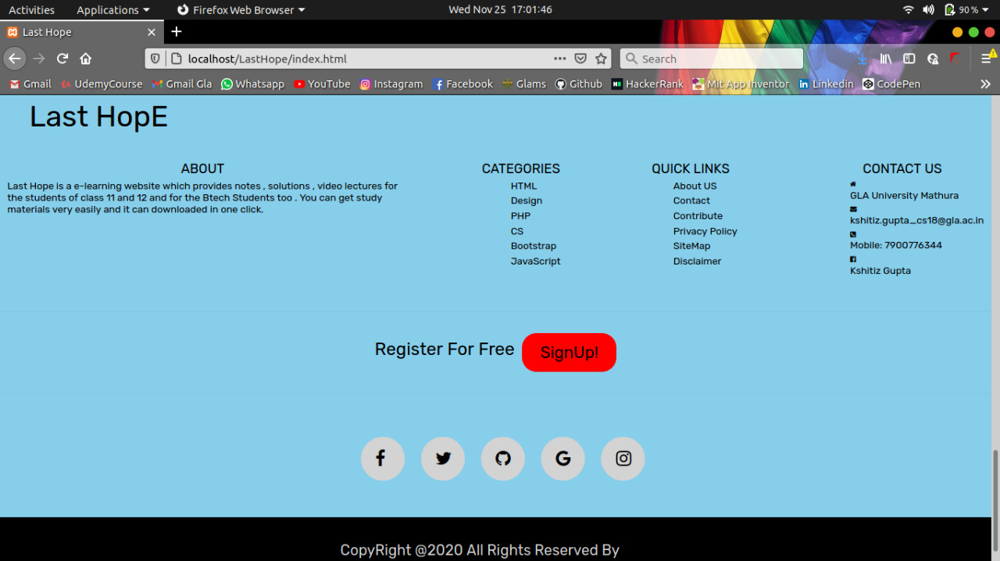 Activities Applications Firefox Web Browser Wed Nov 25 17:01:46 90%
Last Hope
localhost/LastHope/index.html Search
Gmail UdemyCourse Gmail Gla Whatsapp YouTube Instagram Facebook Glams Github HackerRank Mit App Inventor Linkedin CodePen
Last HopE
ABOUT
Last Hope is a e-learning website which provides notes , solutions , video lectures for
the students of class 11 and 12 and for the Btech Students too . You can get study
materials very easily and it can downloaded in one click.
CATEGORIES
HTML
Design
PHP
CS
Bootstrap
JavaScript
QUICK LINKS
About US
Contact
Contribute
Privacy Policy
SiteMap
Disclaimer
CONTACT US
GLA University Mathura
kshitiz.gupta_cs18@gla.ac.in
Mobile: 7900776344
Kshitiz Gupta
Register For Free SignUp!
CopyRight @2020 All Rights Reserved By